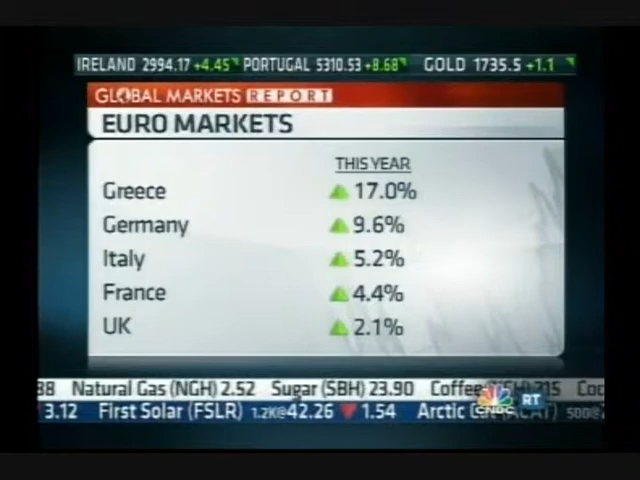 IRELAND 2994.17 +4.45 PORTUGAL 5310.53 +8.68 GOLD 1735.5 +1.1
GLOBAL MARKETS REPORT
EURO MARKETS
THIS YEAR
Greece 17.0%
Germany 9.6%
Italy 5.2%
France 4.4%
UK 2.1%
Natural Gas (NGH) 2.52 Sugar (SBH) 23.90 Coffee
3.12 First Solar (FSLR) 1.2K@42.26 1.54 Arctic
CNBC RT